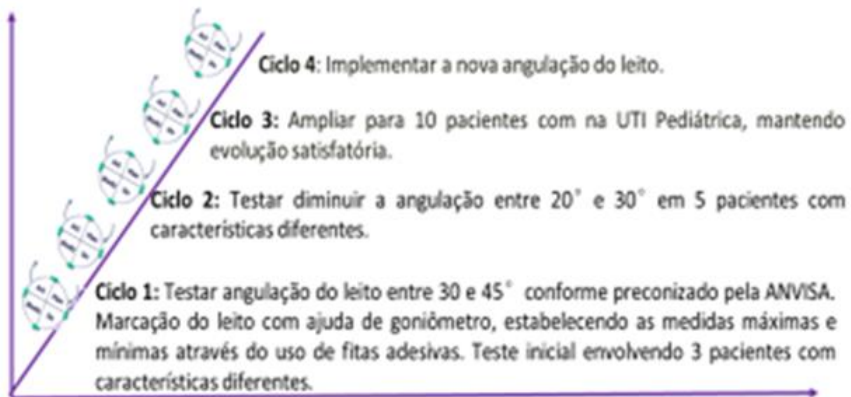 Ciclo 4: Implementar a nova angulação do leito.
Ciclo 3: Ampliar para 10 pacientes com na UTI Pediátrica, mantendo
evolução satisfatória.
Ciclo 2: Testar diminuir a angulação entre 20° e 30° em 5 pacientes com
características diferentes.
Ciclo 1: Testar angulação do leito entre 30 e 45° conforme preconizado pela ANVISA.
Marcação do leito com ajuda de goniômetro, estabelecendo as medidas máximas e
mínimas através do uso de fitas adesivas. Teste inicial envolvendo 3 pacientes com
características diferentes.